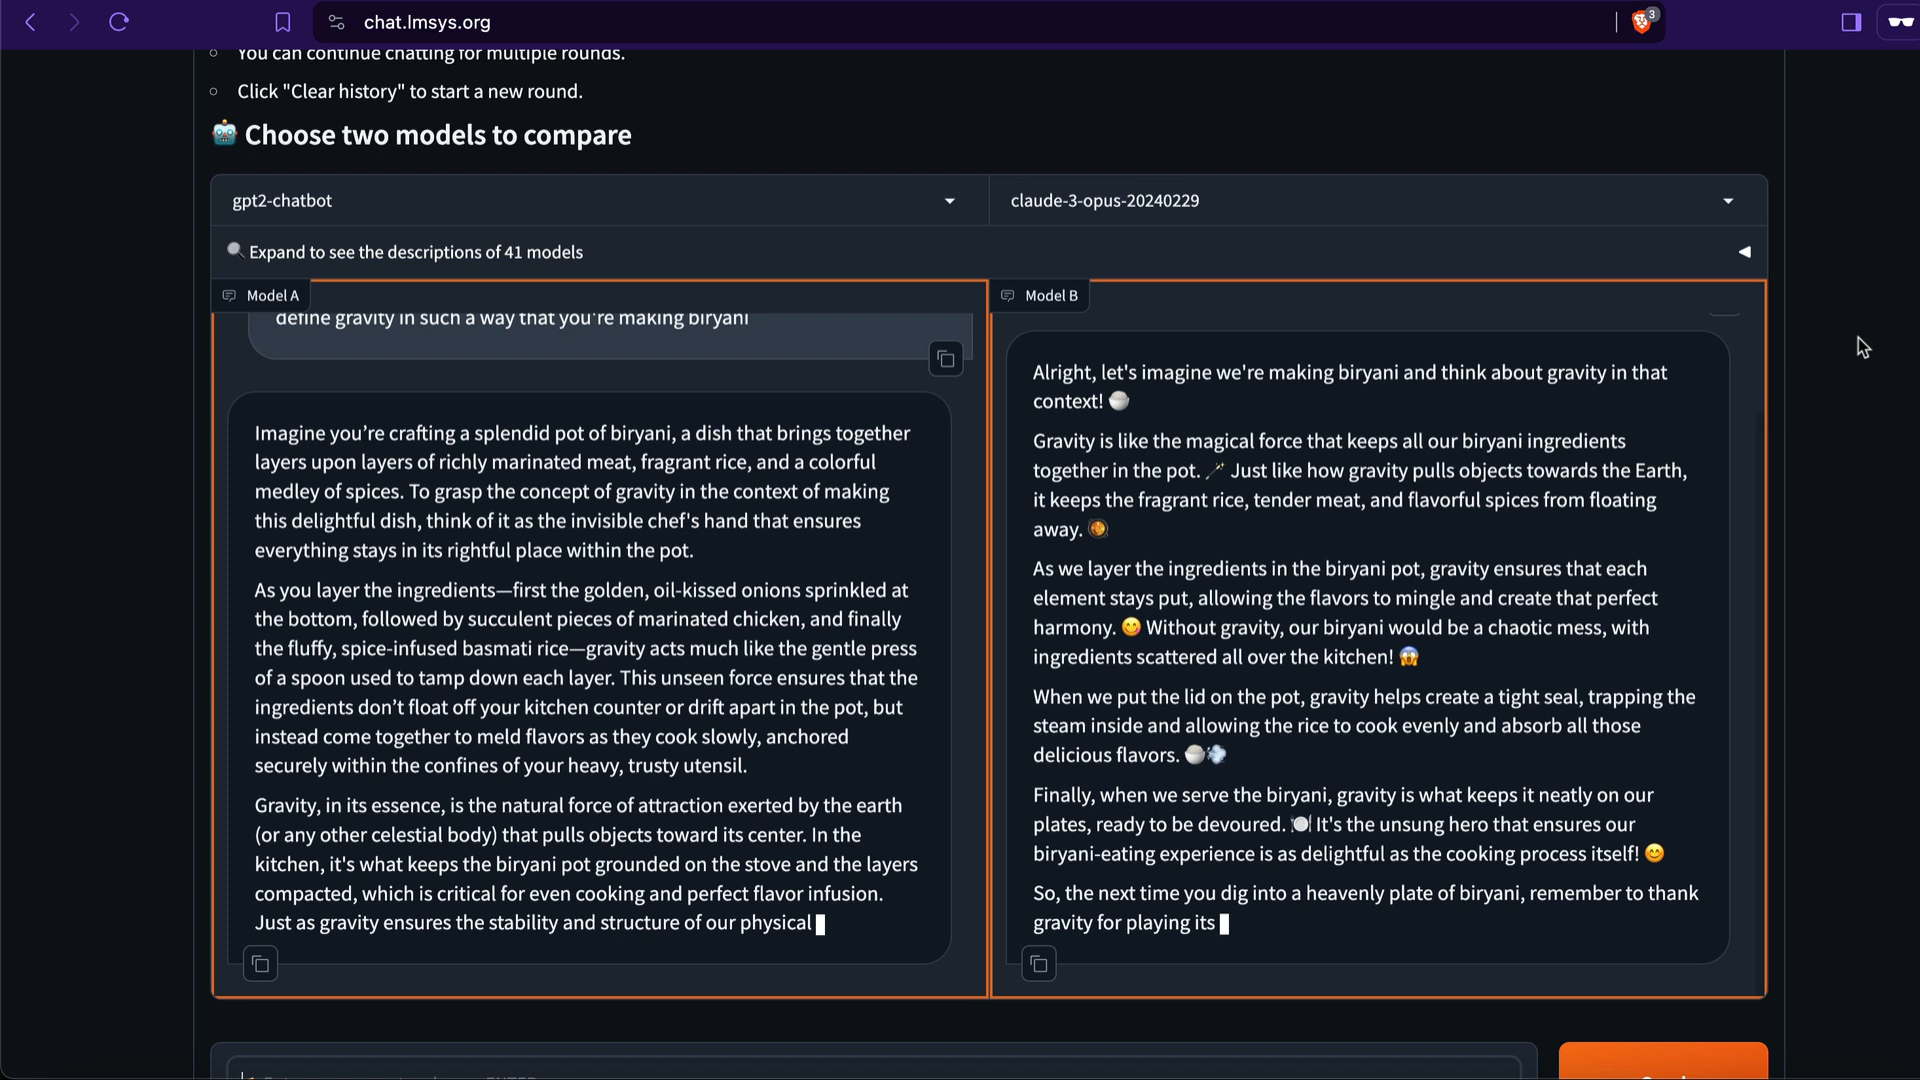 chat.lmsys.org
3
You can continue chatting for multiple rounds.
Click "Clear history" to start a new round.
🤖 Choose two models to compare
gpt2-chatbot
claude-3-opus-20240229
🔍 Expand to see the descriptions of 41 models
Model A
define gravity in such a way that you're making biryani
Imagine you’re crafting a splendid pot of biryani, a dish that brings together
layers upon layers of richly marinated meat, fragrant rice, and a colorful
medley of spices. To grasp the concept of gravity in the context of making
this delightful dish, think of it as the invisible chef's hand that ensures
everything stays in its rightful place within the pot.
As you layer the ingredients—first the golden, oil-kissed onions sprinkled at
the bottom, followed by succulent pieces of marinated chicken, and finally
the fluffy, spice-infused basmati rice—gravity acts much like the gentle press
of a spoon used to tamp down each layer. This unseen force ensures that the
ingredients don’t float off your kitchen counter or drift apart in the pot, but
instead come together to meld flavors as they cook slowly, anchored
securely within the confines of your heavy, trusty utensil.
Gravity, in its essence, is the natural force of attraction exerted by the earth
(or any other celestial body) that pulls objects toward its center. In the
kitchen, it's what keeps the biryani pot grounded on the stove and the layers
compacted, which is critical for even cooking and perfect flavor infusion.
Just as gravity ensures the stability and structure of our physical
Model B
Alright, let's imagine we're making biryani and think about gravity in that
context! 🍚
Gravity is like the magical force that keeps all our biryani ingredients
together in the pot. 🪄 Just like how gravity pulls objects towards the Earth,
it keeps the fragrant rice, tender meat, and flavorful spices from floating
away. 🥘
As we layer the ingredients in the biryani pot, gravity ensures that each
element stays put, allowing the flavors to mingle and create that perfect
harmony. 😋 Without gravity, our biryani would be a chaotic mess, with
ingredients scattered all over the kitchen! 😱
When we put the lid on the pot, gravity helps create a tight seal, trapping the
steam inside and allowing the rice to cook evenly and absorb all those
delicious flavors. 🍚💨
Finally, when we serve the biryani, gravity is what keeps it neatly on our
plates, ready to be devoured. 🍽️ It's the unsung hero that ensures our
biryani-eating experience is as delightful as the cooking process itself! 😊
So, the next time you dig into a heavenly plate of biryani, remember to thank
gravity for playing its